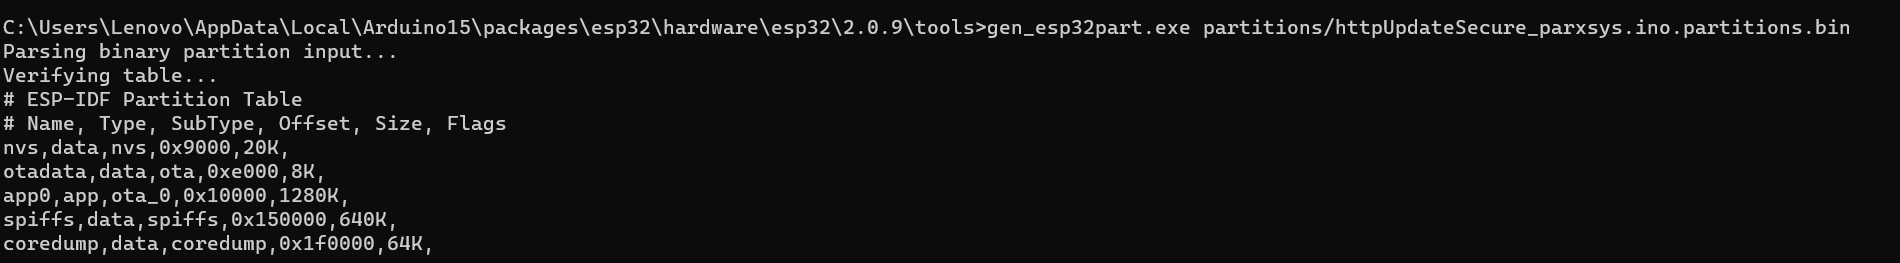 C:\Users\Lenovo\AppData\Local\Arduino15\packages\esp32\hardware\esp32\2.0.9\tools>gen_esp32part.exe partitions/httpUpdateSecure_parxsys.ino.partitions.bin
Parsing binary partition input...
Verifying table...
# ESP-IDF Partition Table
# Name, Type, SubType, Offset, Size, Flags
nvs,data,nvs,0x9000,20K,
otadata,data,ota,0xe000,8K,
app0,app,ota_0,0x10000,1280K,
spiffs,data,spiffs,0x150000,640K,
coredump,data,coredump,0x1f0000,64K,